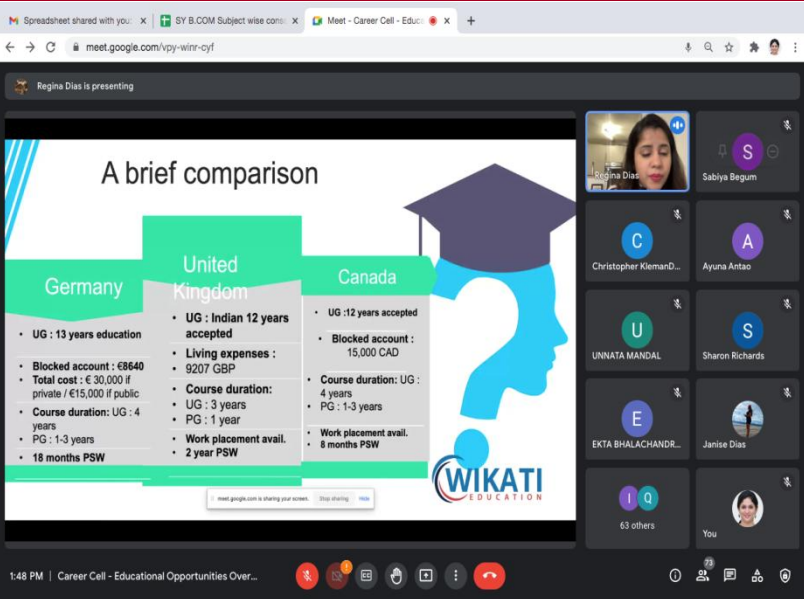 Spreadsheet shared with you:
SY B.COM Subject wise cons
Meet - Career Cell - Educa
meet.google.com/vpy-winr-cyf
Regina Dias is presenting
A brief comparison
Germany
• UG : 13 years education
• Blocked account : €8640
• Total cost : € 30,000 if
private / €15,000 if public
• Course duration: UG : 4
years
• PG : 1-3 years
• 18 months PSW
United
Kingdom
• UG : Indian 12 years
accepted
• Living expenses :
• 9207 GBP
• Course duration:
• UG : 3 years
• PG : 1 year
• Work placement avail.
• 2 year PSW
Canada
• UG :12 years accepted
• Blocked account :
15,000 CAD
• Course duration: UG :
4 years
• PG : 1-3 years
• Work placement avail.
• 8 months PSW
WIKATI
EDUCATION
meet.google.com is sharing your screen.
Stop sharing
Hide
Regina Dias
S
Sabiya Begum
C
Christopher KlemanD...
A
Ayuna Antao
U
UNNATA MANDAL
S
Sharon Richards
E
EKTA BHALACHANDR...
Janise Dias
I Q
63 others
You
1:48 PM | Career Cell - Educational Opportunities Over...
CC
73